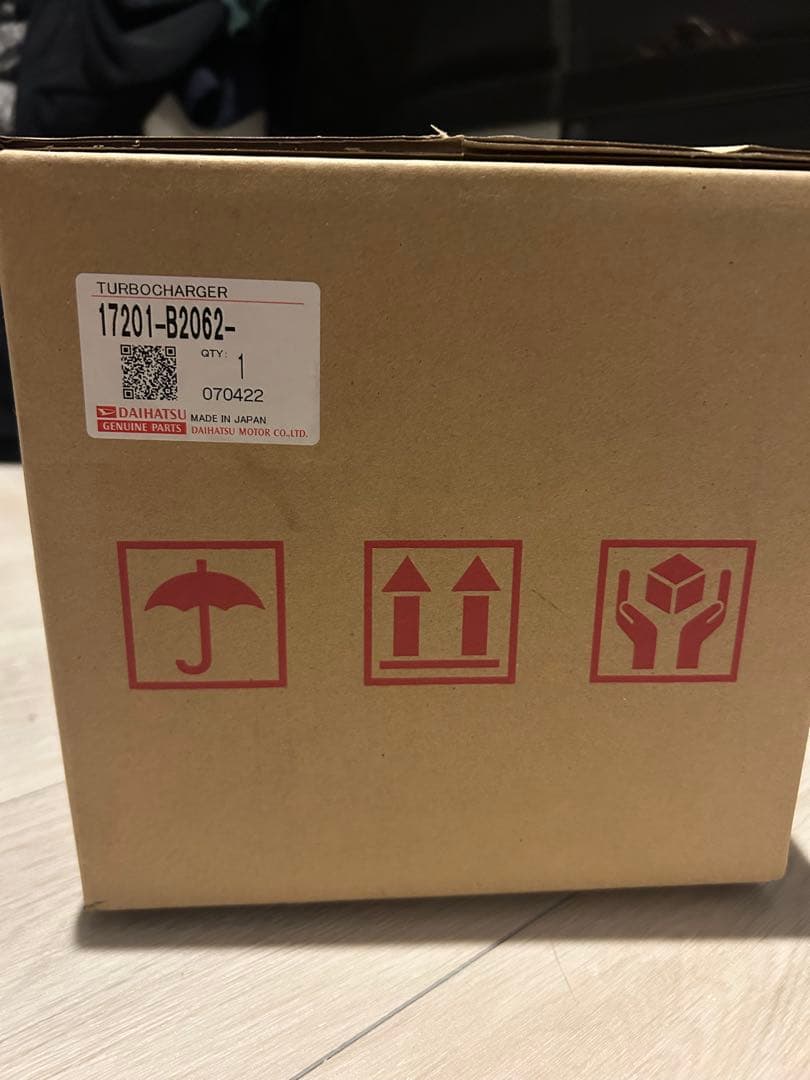 TURBOCHARGER
17201-B2062-
QTY: 1
070422
DAIHATSU MADE IN JAPAN
GENUINE PARTS DAIHATSU MOTOR CO.,LTD.